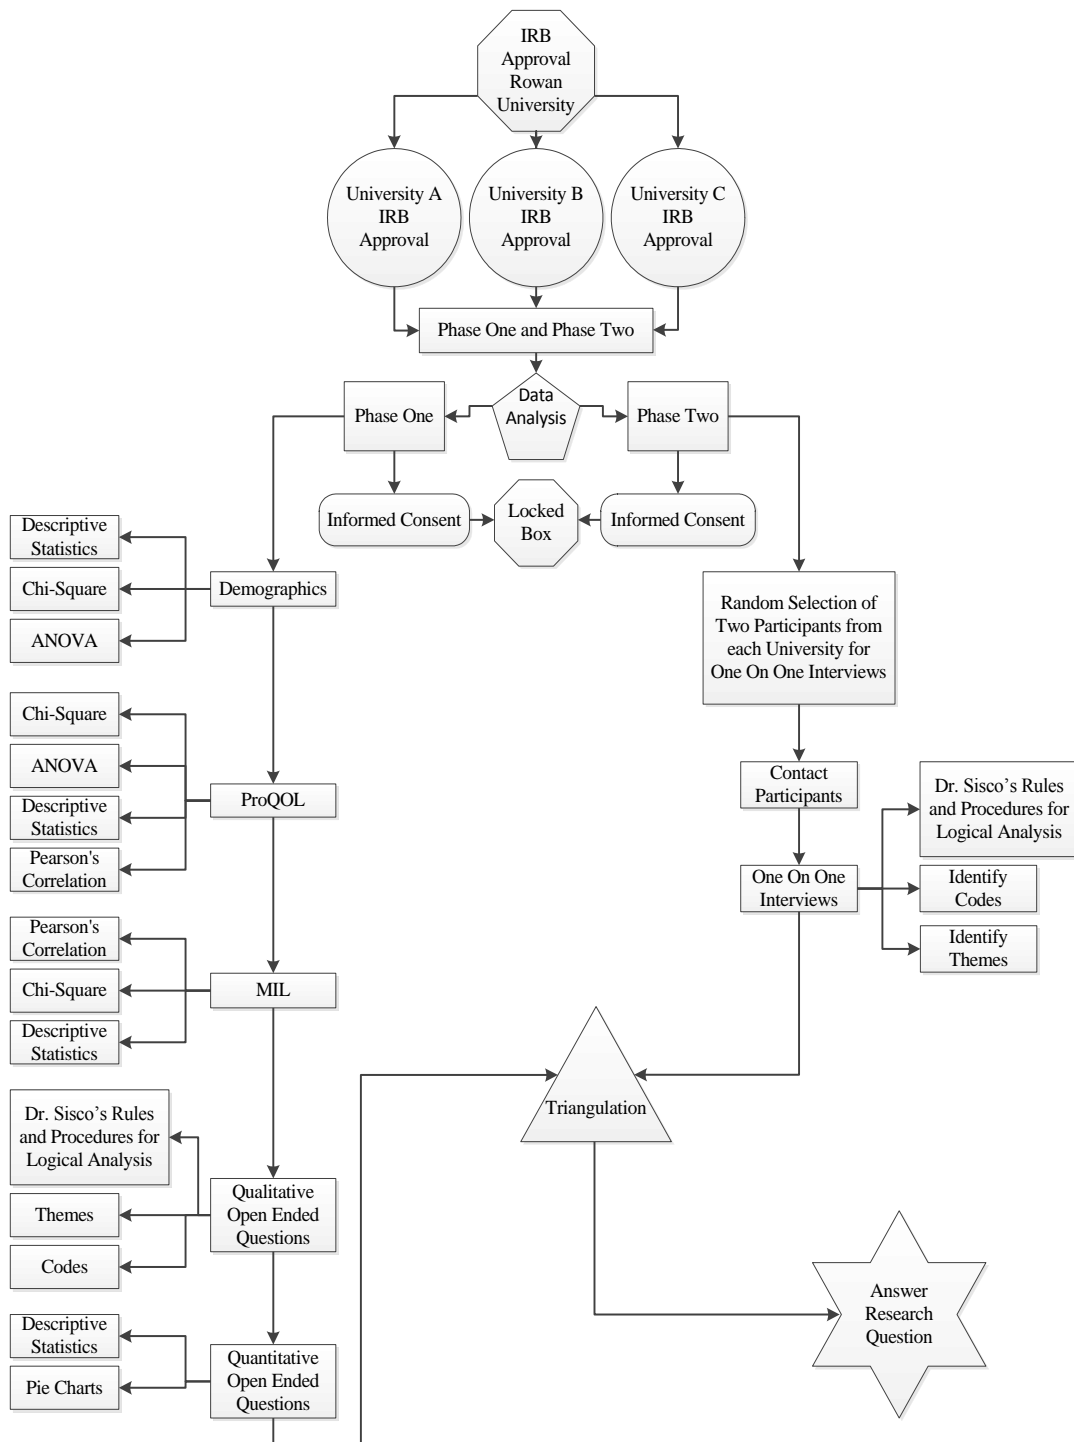 IRB
Approval
Rowan
University
University A
IRB
Approval
University B
IRB
Approval
University C
IRB
Approval
Phase One and Phase Two
Phase One
Data
Analysis
Phase Two
Informed Consent
Locked
Box
Informed Consent
Descriptive
Statistics
Chi-Square
ANOVA
Demographics
Random Selection of
Two Participants from
each University for
One On One Interviews
Chi-Square
ANOVA
Descriptive
Statistics
Pearson's
Correlation
ProQOL
Contact
Participants
One On One
Interviews
Dr. Sisco’s Rules
and Procedures for
Logical Analysis
Identify
Codes
Identify
Themes
Pearson's
Correlation
Chi-Square
Descriptive
Statistics
MIL
Triangulation
Dr. Sisco’s Rules
and Procedures for
Logical Analysis
Themes
Codes
Qualitative
Open Ended
Questions
Answer
Research
Question
Descriptive
Statistics
Pie Charts
Quantitative
Open Ended
Questions